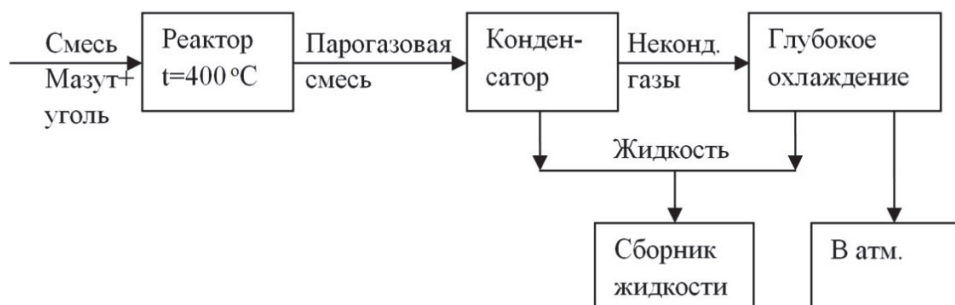 Смесь
Мазут+
уголь
Реактор
t=400 °C
Парогазовая
смесь
Конден-
сатор
Неконд.
газы
Глубокое
охлаждение
Жидкость
Сборник
жидкости
В атм.